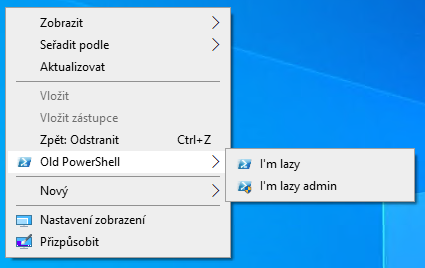 Zobrazit
Seřadit podle
Aktualizovat
Vložit
Vložit zástupce
Zpět: Odstranit Ctrl+Z
Old PowerShell
I'm lazy
I'm lazy admin
Nový
Nastavení zobrazení
Přizpůsobit